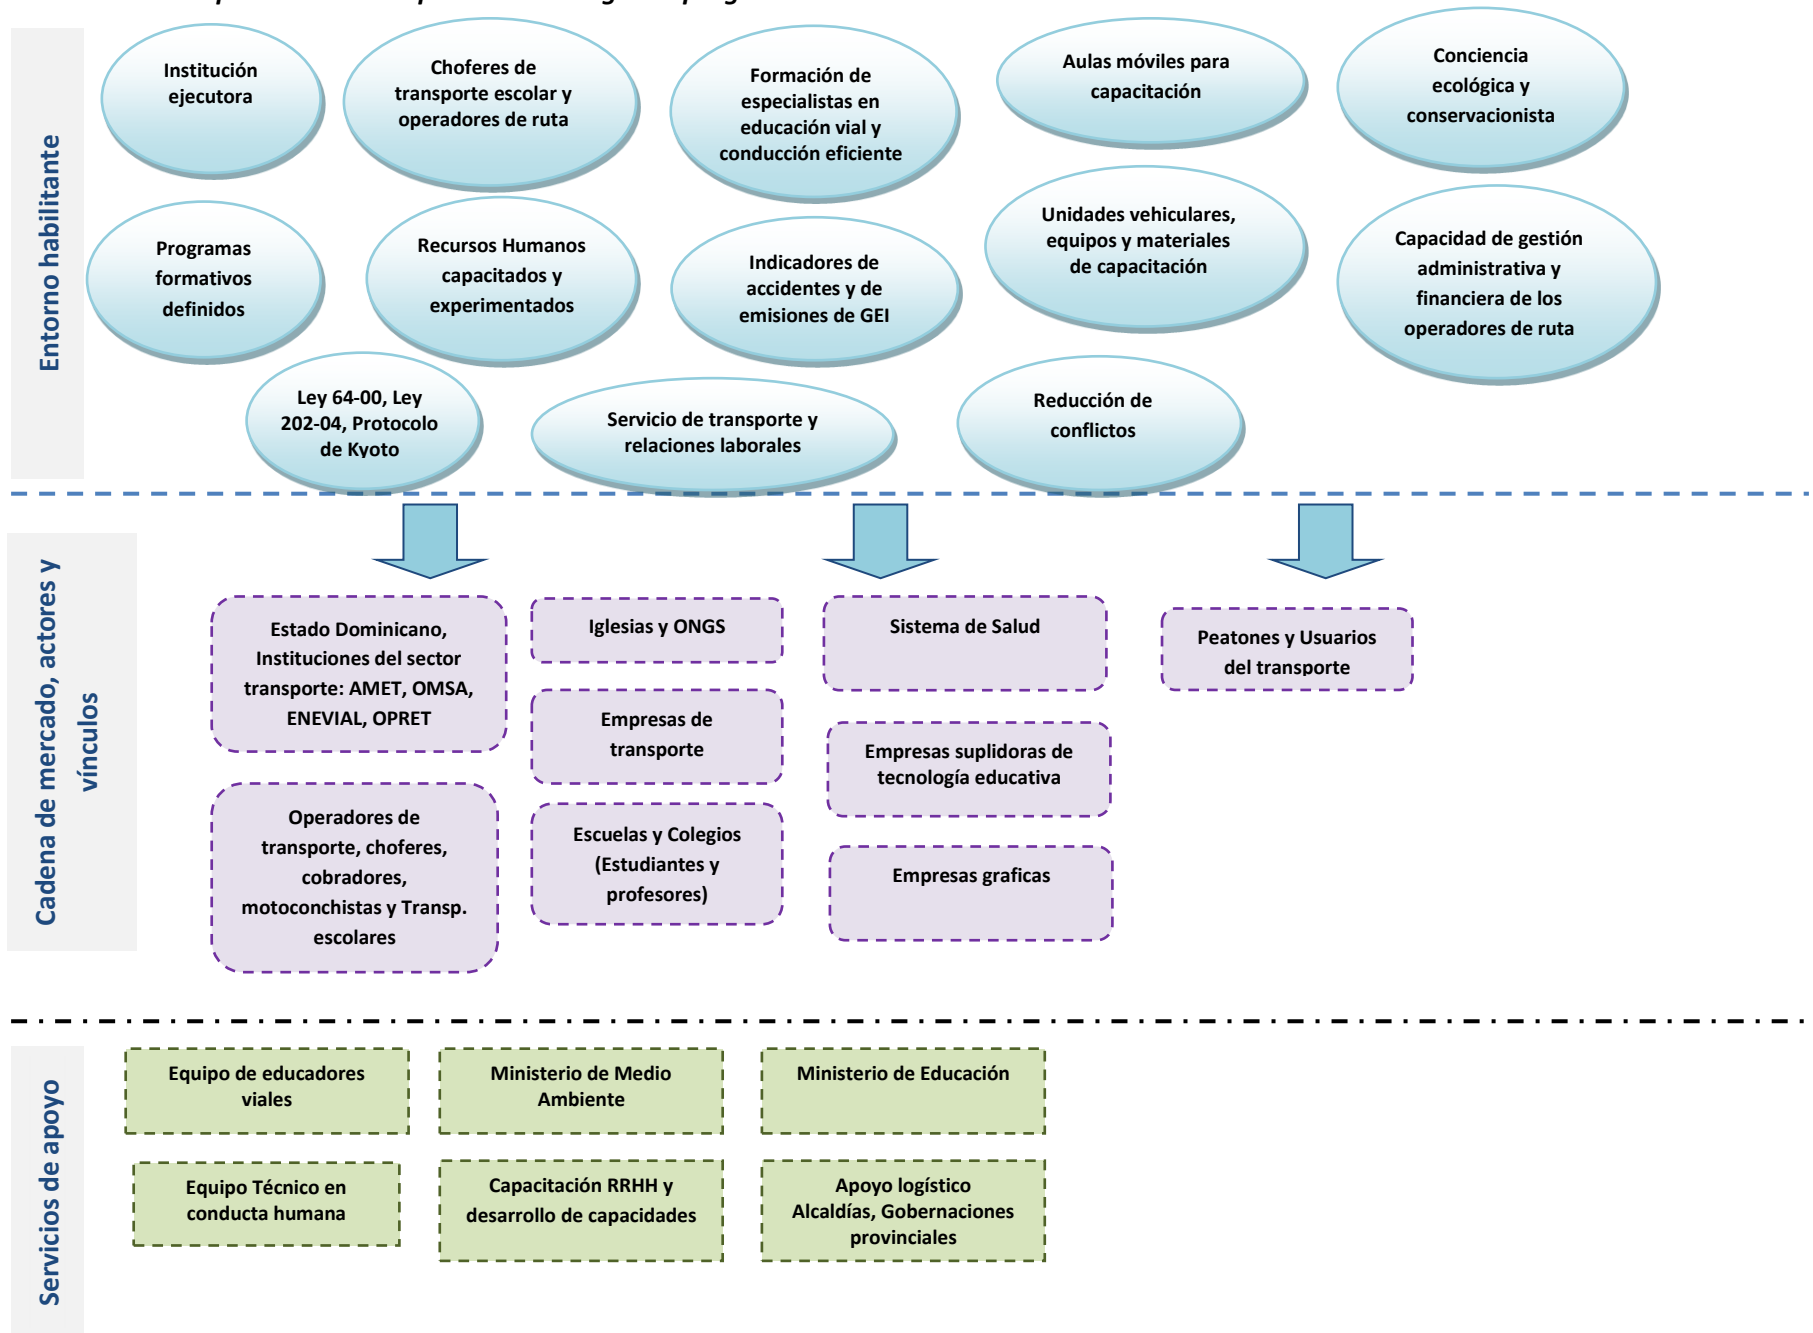 Entorno habilitante
Institución
ejecutora
Choferes de
transporte escolar y
operadores de ruta
Formación de
especialistas en
educación vial y
conducción eficiente
Aulas móviles para
capacitación
Conciencia
ecológica y
conservacionista
Programas
formativos
definidos
Recursos Humanos
capacitados y
experimentados
Indicadores de
accidentes y de
emisiones de GEI
Unidades vehiculares,
equipos y materiales
de capacitación
Capacidad de gestión
administrativa y
financiera de los
operadores de ruta
Ley 64-00, Ley
202-04, Protocolo
de Kyoto
Servicio de transporte y
relaciones laborales
Reducción de
conflictos
Cadena de mercado, actores y
vínculos
Estado Dominicano,
Instituciones del sector
transporte: AMET, OMSA,
ENEVIAL, OPRET
Iglesias y ONGS
Sistema de Salud
Peatones y Usuarios
del transporte
Empresas de
transporte
Empresas suplidoras de
tecnología educativa
Operadores de
transporte, choferes,
cobradores,
motoconchistas y Transp.
escolares
Escuelas y Colegios
(Estudiantes y
profesores)
Empresas graficas
Servicios de apoyo
Equipo de educadores
viales
Ministerio de Medio
Ambiente
Ministerio de Educación
Equipo Técnico en
conducta humana
Capacitación RRHH y
desarrollo de capacidades
Apoyo logístico
Alcaldías, Gobernaciones
provinciales